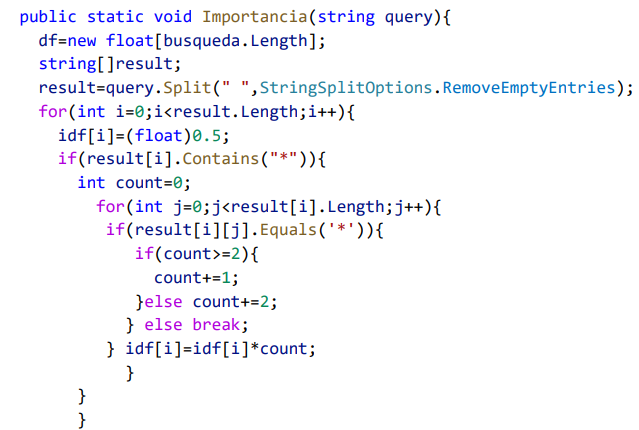 public static void Importancia(string query){
df=new float[busqueda.Length];
string[]result;
result=query.Split(" ",StringSplitOptions.RemoveEmptyEntries);
for(int i=0;i<result.Length;i++){
idf[i]=(float)0.5;
if(result[i].Contains("*")){
int count=0;
for(int j=0;j<result[i].Length;j++){
if(result[i][j].Equals('*')){
if(count>=2){
count+=1;
}else count+=2;
} else break;
} idf[i]=idf[i]*count;
}
}
}